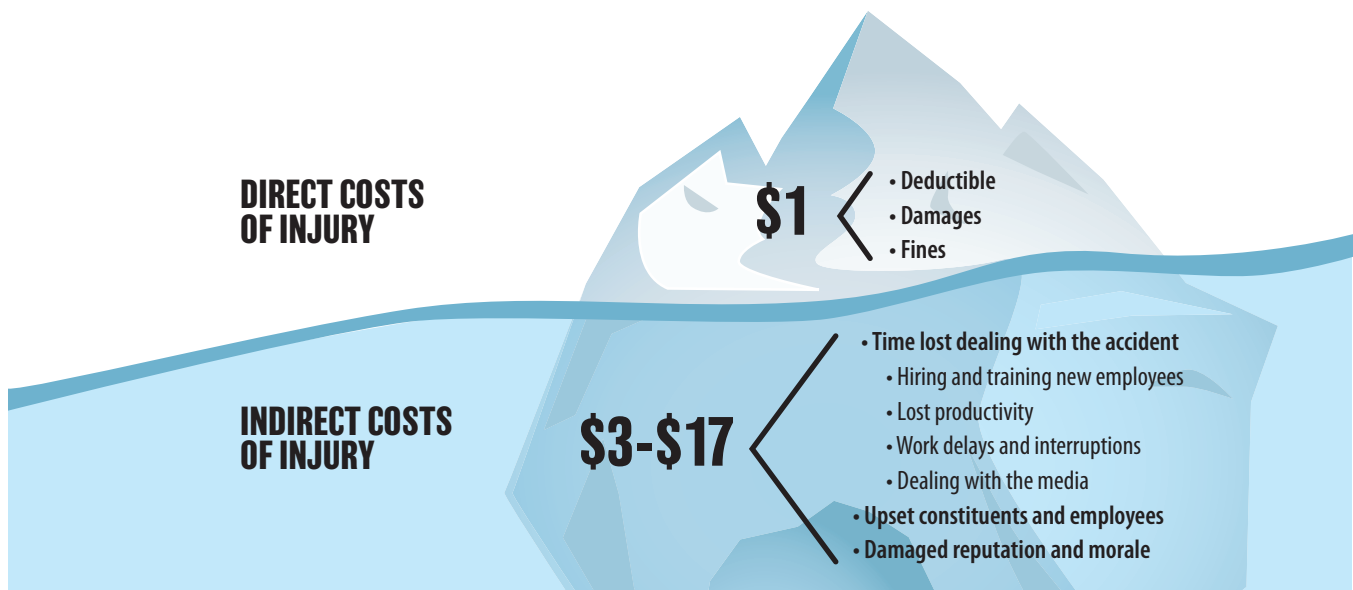 DIRECT COSTS
OF INJURY
$1
• Deductible
• Damages
• Fines
INDIRECT COSTS
OF INJURY
$3-$17
• Time lost dealing with the accident
• Hiring and training new employees
• Lost productivity
• Work delays and interruptions
• Dealing with the media
• Upset constituents and employees
• Damaged reputation and morale